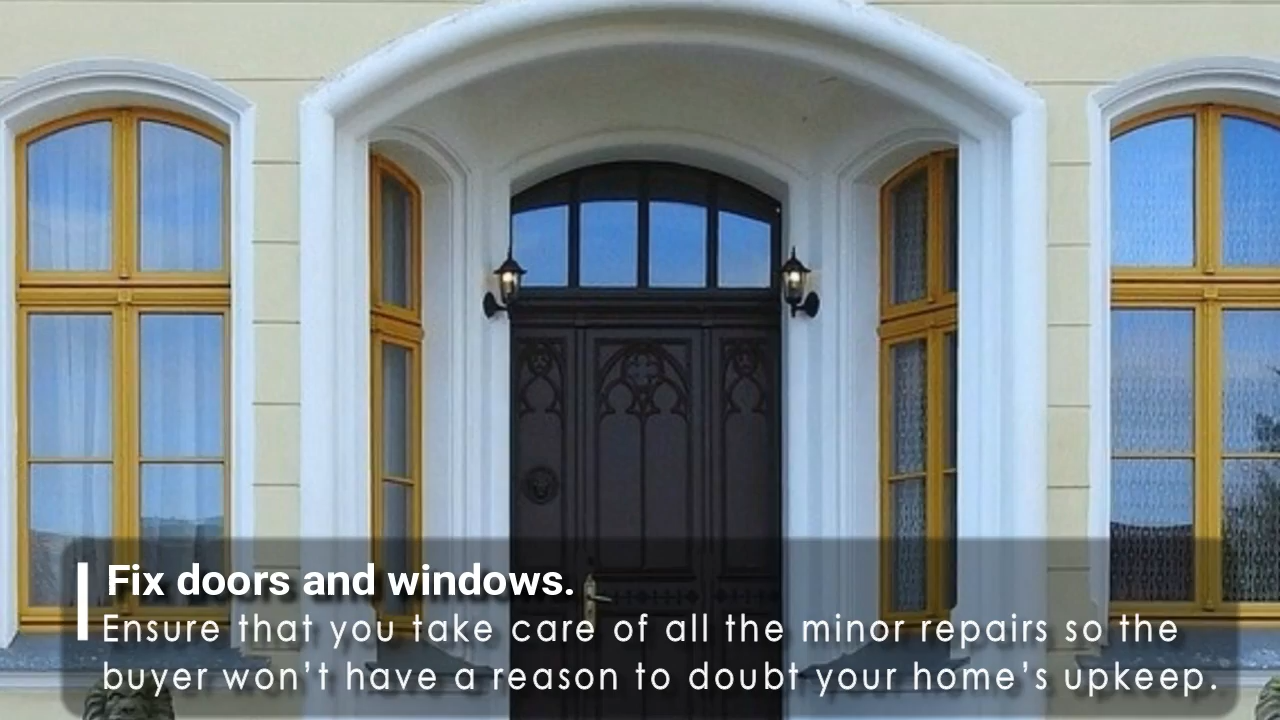 Fix doors and windows.
Ensure that you take care of all the minor repairs so the
buyer won’t have a reason to doubt your home’s upkeep.